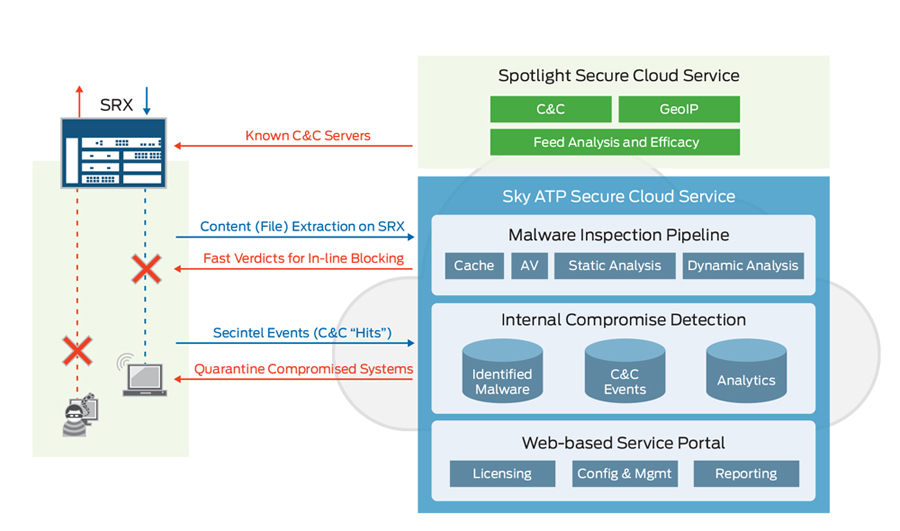 Spotlight Secure Cloud Service
C&C
GeoIP
Feed Analysis and Efficacy
SRX
Known C&C Servers
Sky ATP Secure Cloud Service
Content (File) Extraction on SRX
Fast Verdicts for In-line Blocking
Malware Inspection Pipeline
Cache
AV
Static Analysis
Dynamic Analysis
Secintel Events (C&C “Hits”)
Quarantine Compromised Systems
Internal Compromise Detection
Identified
Malware
C&C
Events
Analytics
Web-based Service Portal
Licensing
Config & Mgmt
Reporting